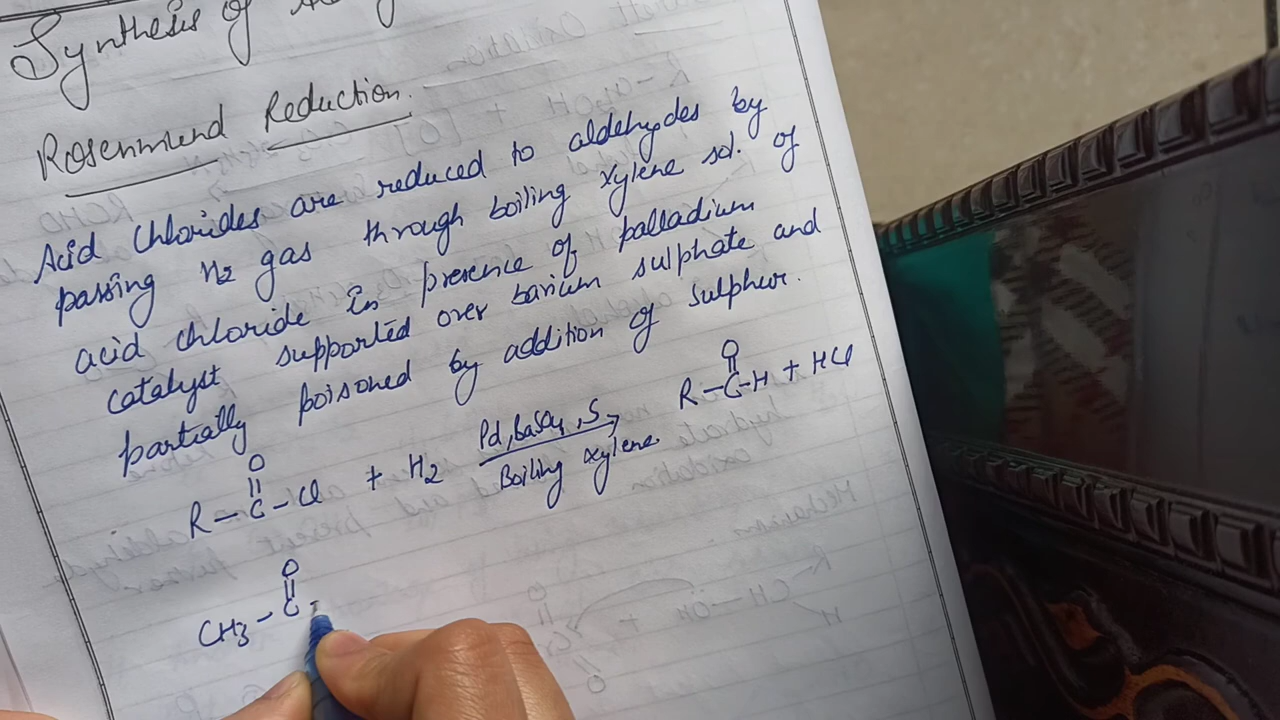 Synthesis of
Rosenmund Reduction.
Acid Chlorides are reduced to aldehydes by
passing H2 gas through boiling xylene sol. of
acid chloride in presence of palladium
catalyst supported over barium sulphate and
partially poisoned by addition of sulphur.
R-C(=O)-Cl + H2 Pd, BaSO4, S, Boiling xylene R-C(=O)-H + HCl
CH3-C(=O)-